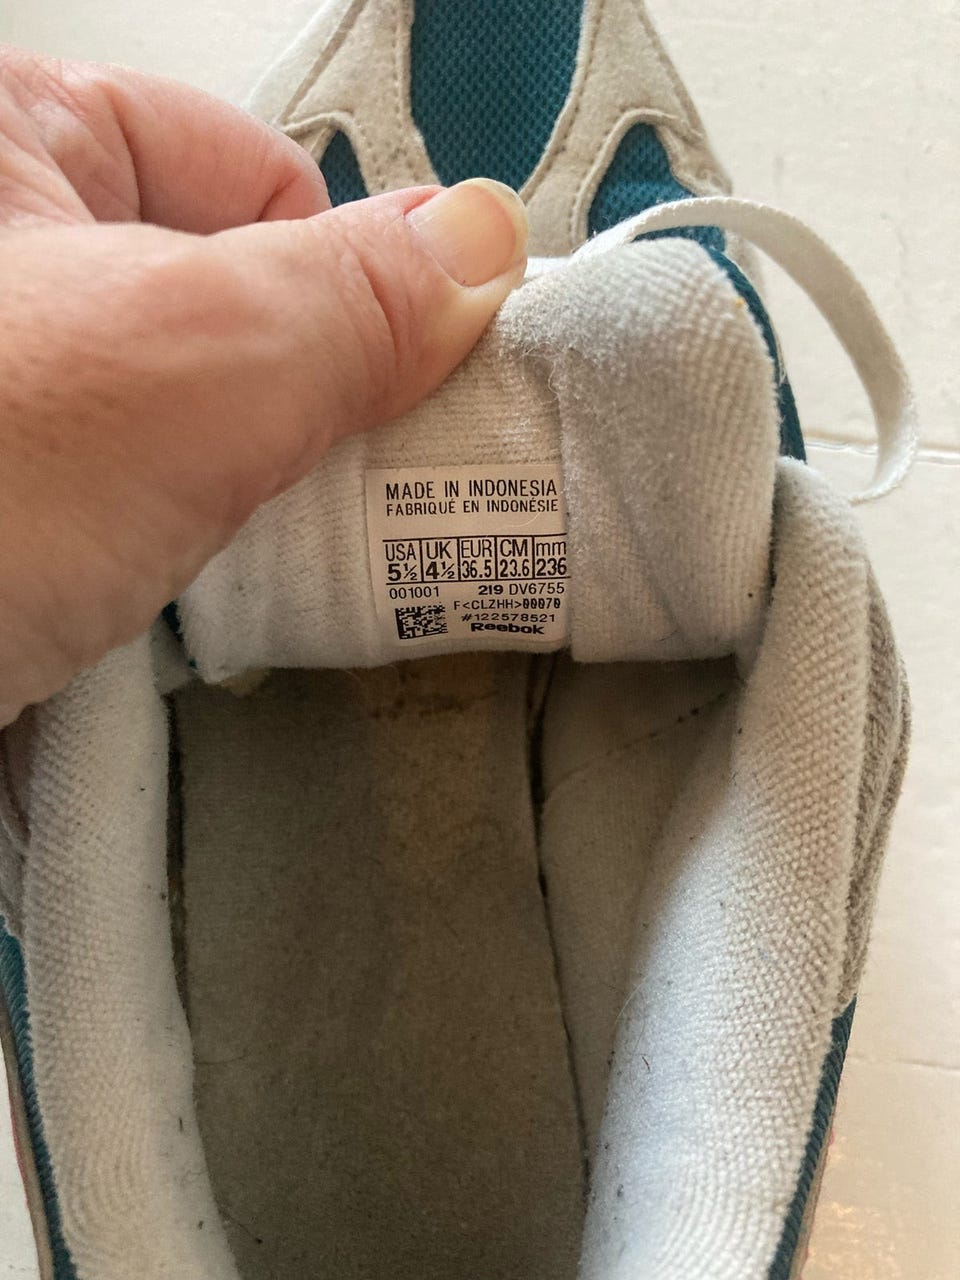 MADE IN INDONESIA
FABRIQUÉ EN INDONÉSIE
USA UK EUR CM mm
5½ 4½ 36.5 23.6 236
001001 219 DV6755
F<CLZHH>00070
#122578521
Reebok